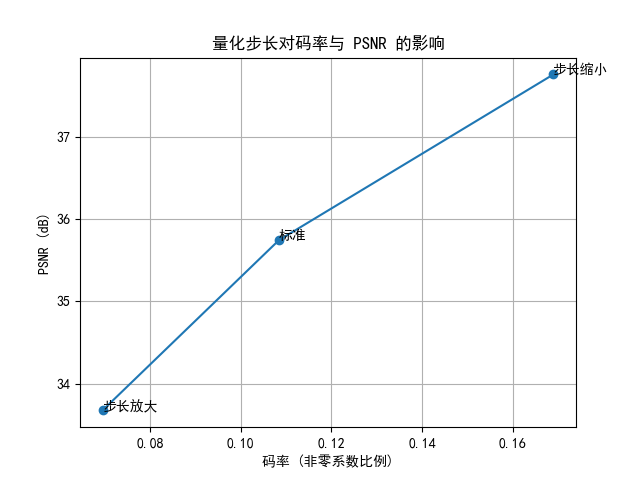 量化步长对码率与 PSNR 的影响
步长缩小
37
36
标准
PSNR (dB)
35
34
步长放大
0.08 0.10 0.12 0.14 0.16
码率 (非零系数比例)